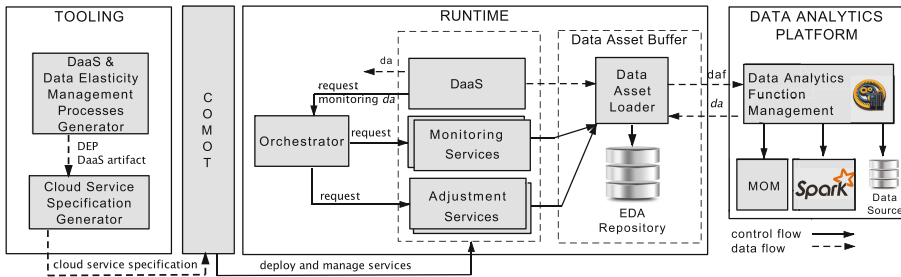 TOOLING
DaaS &
Data Elasticity
Management
Processes
Generator
DEP
DaaS artifact
Cloud Service
Specification
Generator
cloud service specification
COMOT
RUNTIME
da
request
monitoring da
DaaS
Orchestrator
request
Monitoring
Services
request
Adjustment
Services
deploy and manage services
Data Asset Buffer
Data
Asset
Loader
EDA
Repository
daf
da
DATA ANALYTICS
PLATFORM
Data Analytics
Function
Management
MOM
Spark
Data
Source
control flow
data flow